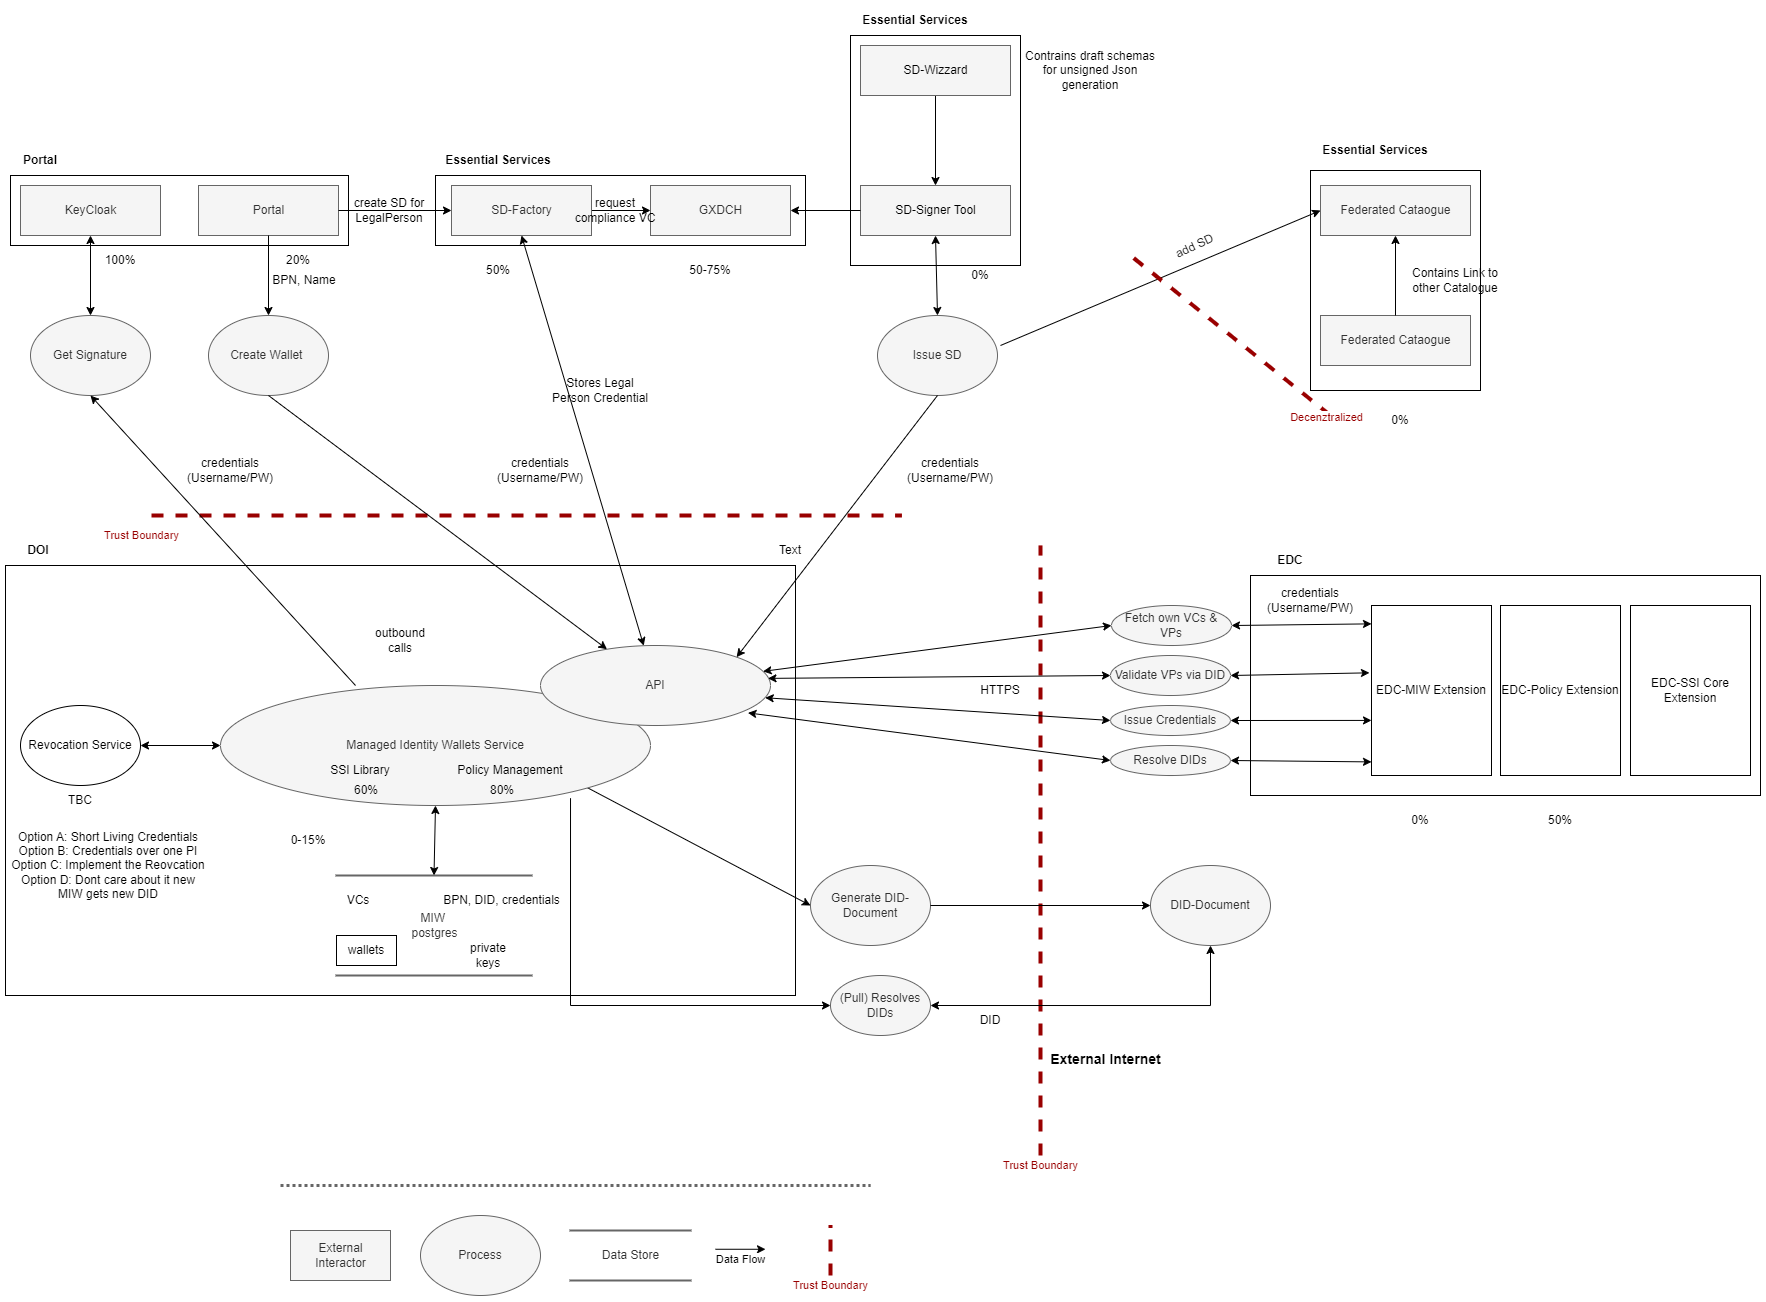 Essential Services
SD-Wizzard
Contrains draft schemas
for unsigned Json
generation
Portal
KeyCloak
Portal
create SD for
LegalPerson
Essential Services
SD-Factory
request
compliance VC
GXDCH
SD-Signer Tool
Essential Services
Federated Cataogue
Contains Link to
other Catalogue
Federated Cataogue
add SD
Decenztralized
0%
100%
20%
BPN, Name
50%
50-75%
0%
Get Signature
Create Wallet
Issue SD
Stores Legal
Person Credential
credentials
(Username/PW)
credentials
(Username/PW)
credentials
(Username/PW)
Trust Boundary
DOI
Text
outbound
calls
API
Revocation Service
TBC
Managed Identity Wallets Service
SSI Library
60%
Policy Management
80%
Option A: Short Living Credentials
Option B: Credentials over one PI
Option C: Implement the Reovcation
Option D: Dont care about it new
MIW gets new DID
0-15%
VCs
BPN, DID, credentials
MIW
postgres
wallets
private
keys
HTTPS
Fetch own VCs &
VPs
Validate VPs via DID
Issue Credentials
Resolve DIDs
EDC
credentials
(Username/PW)
EDC-MIW Extension
EDC-Policy Extension
EDC-SSI Core
Extension
0%
50%
Generate DID-
Document
DID-Document
(Pull) Resolves
DIDs
DID
External Internet
Trust Boundary
External
Interactor
Process
Data Store
Data Flow
Trust Boundary